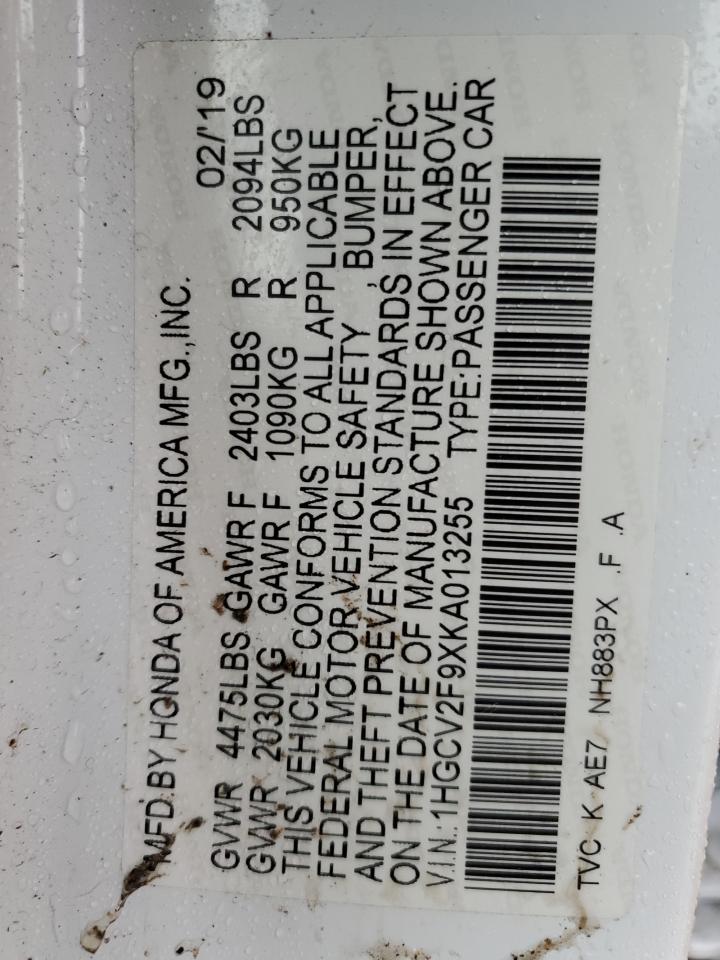 MFD.BY HONDA OF AMERICA MFG.,INC. 02/'19
GVWR 4475LBS GAWR F 2403LBS R 2094LBS
GVWR 2030KG GAWR F 1090KG R 950KG
THIS VEHICLE CONFORMS TO ALL APPLICABLE
FEDERAL MOTOR VEHICLE SAFETY , BUMPER,
AND THEFT PREVENTION STANDARDS IN EFFECT
ON THE DATE OF MANUFACTURE SHOWN ABOVE.
V.I.N.:1HGCV2F9XKA013255 TYPE:PASSENGER CAR
TVC K AE7 NH883PX .F .A